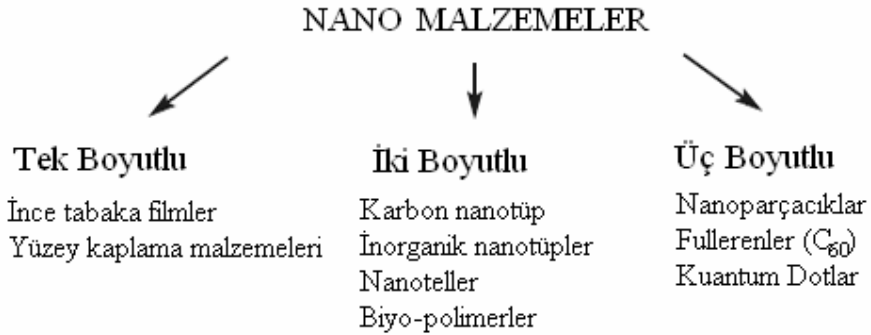 NANO MALZEMELER
Tek Boyutlu
İnce tabaka filmler
Yüzey kaplama malzemeleri
İki Boyutlu
Karbon nanotüp
İnorganik nanotüpler
Nanoteller
Biyo-polimerler
Üç Boyutlu
Nanoparçacıklar
Fullerenler (C60)
Kuantum Dotlar